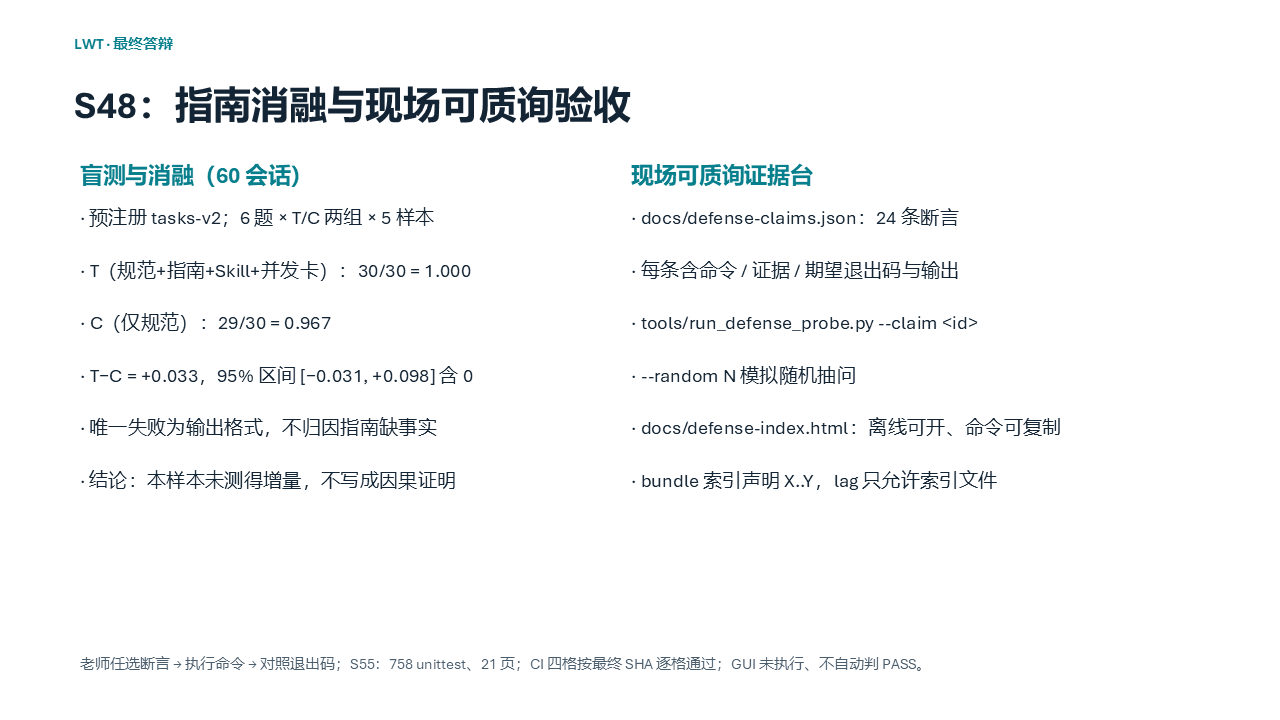 LWT · 最终答辩
S48：指南消融与现场可质询验收
盲测与消融（60 会话）
· 预注册 tasks-v2；6 题 × T/C 两组 × 5 样本
· T（规范+指南+Skill+并发卡）：30/30 = 1.000
· C（仅规范）：29/30 = 0.967
· T−C = +0.033，95% 区间 [−0.031, +0.098] 含 0
· 唯一失败为输出格式，不归因指南缺事实
· 结论：本样本未测得增量，不写成因果证明
现场可质询证据台
· docs/defense-claims.json：24 条断言
· 每条含命令 / 证据 / 期望退出码与输出
· tools/run_defense_probe.py --claim <id>
· --random N 模拟随机抽问
· docs/defense-index.html：离线可开、命令可复制
· bundle 索引声明 X..Y，lag 只允许索引文件
老师任选断言 → 执行命令 → 对照退出码；S55：758 unittest、21 页；CI 四格按最终 SHA 逐格通过；GUI 未执行、不自动判 PASS。